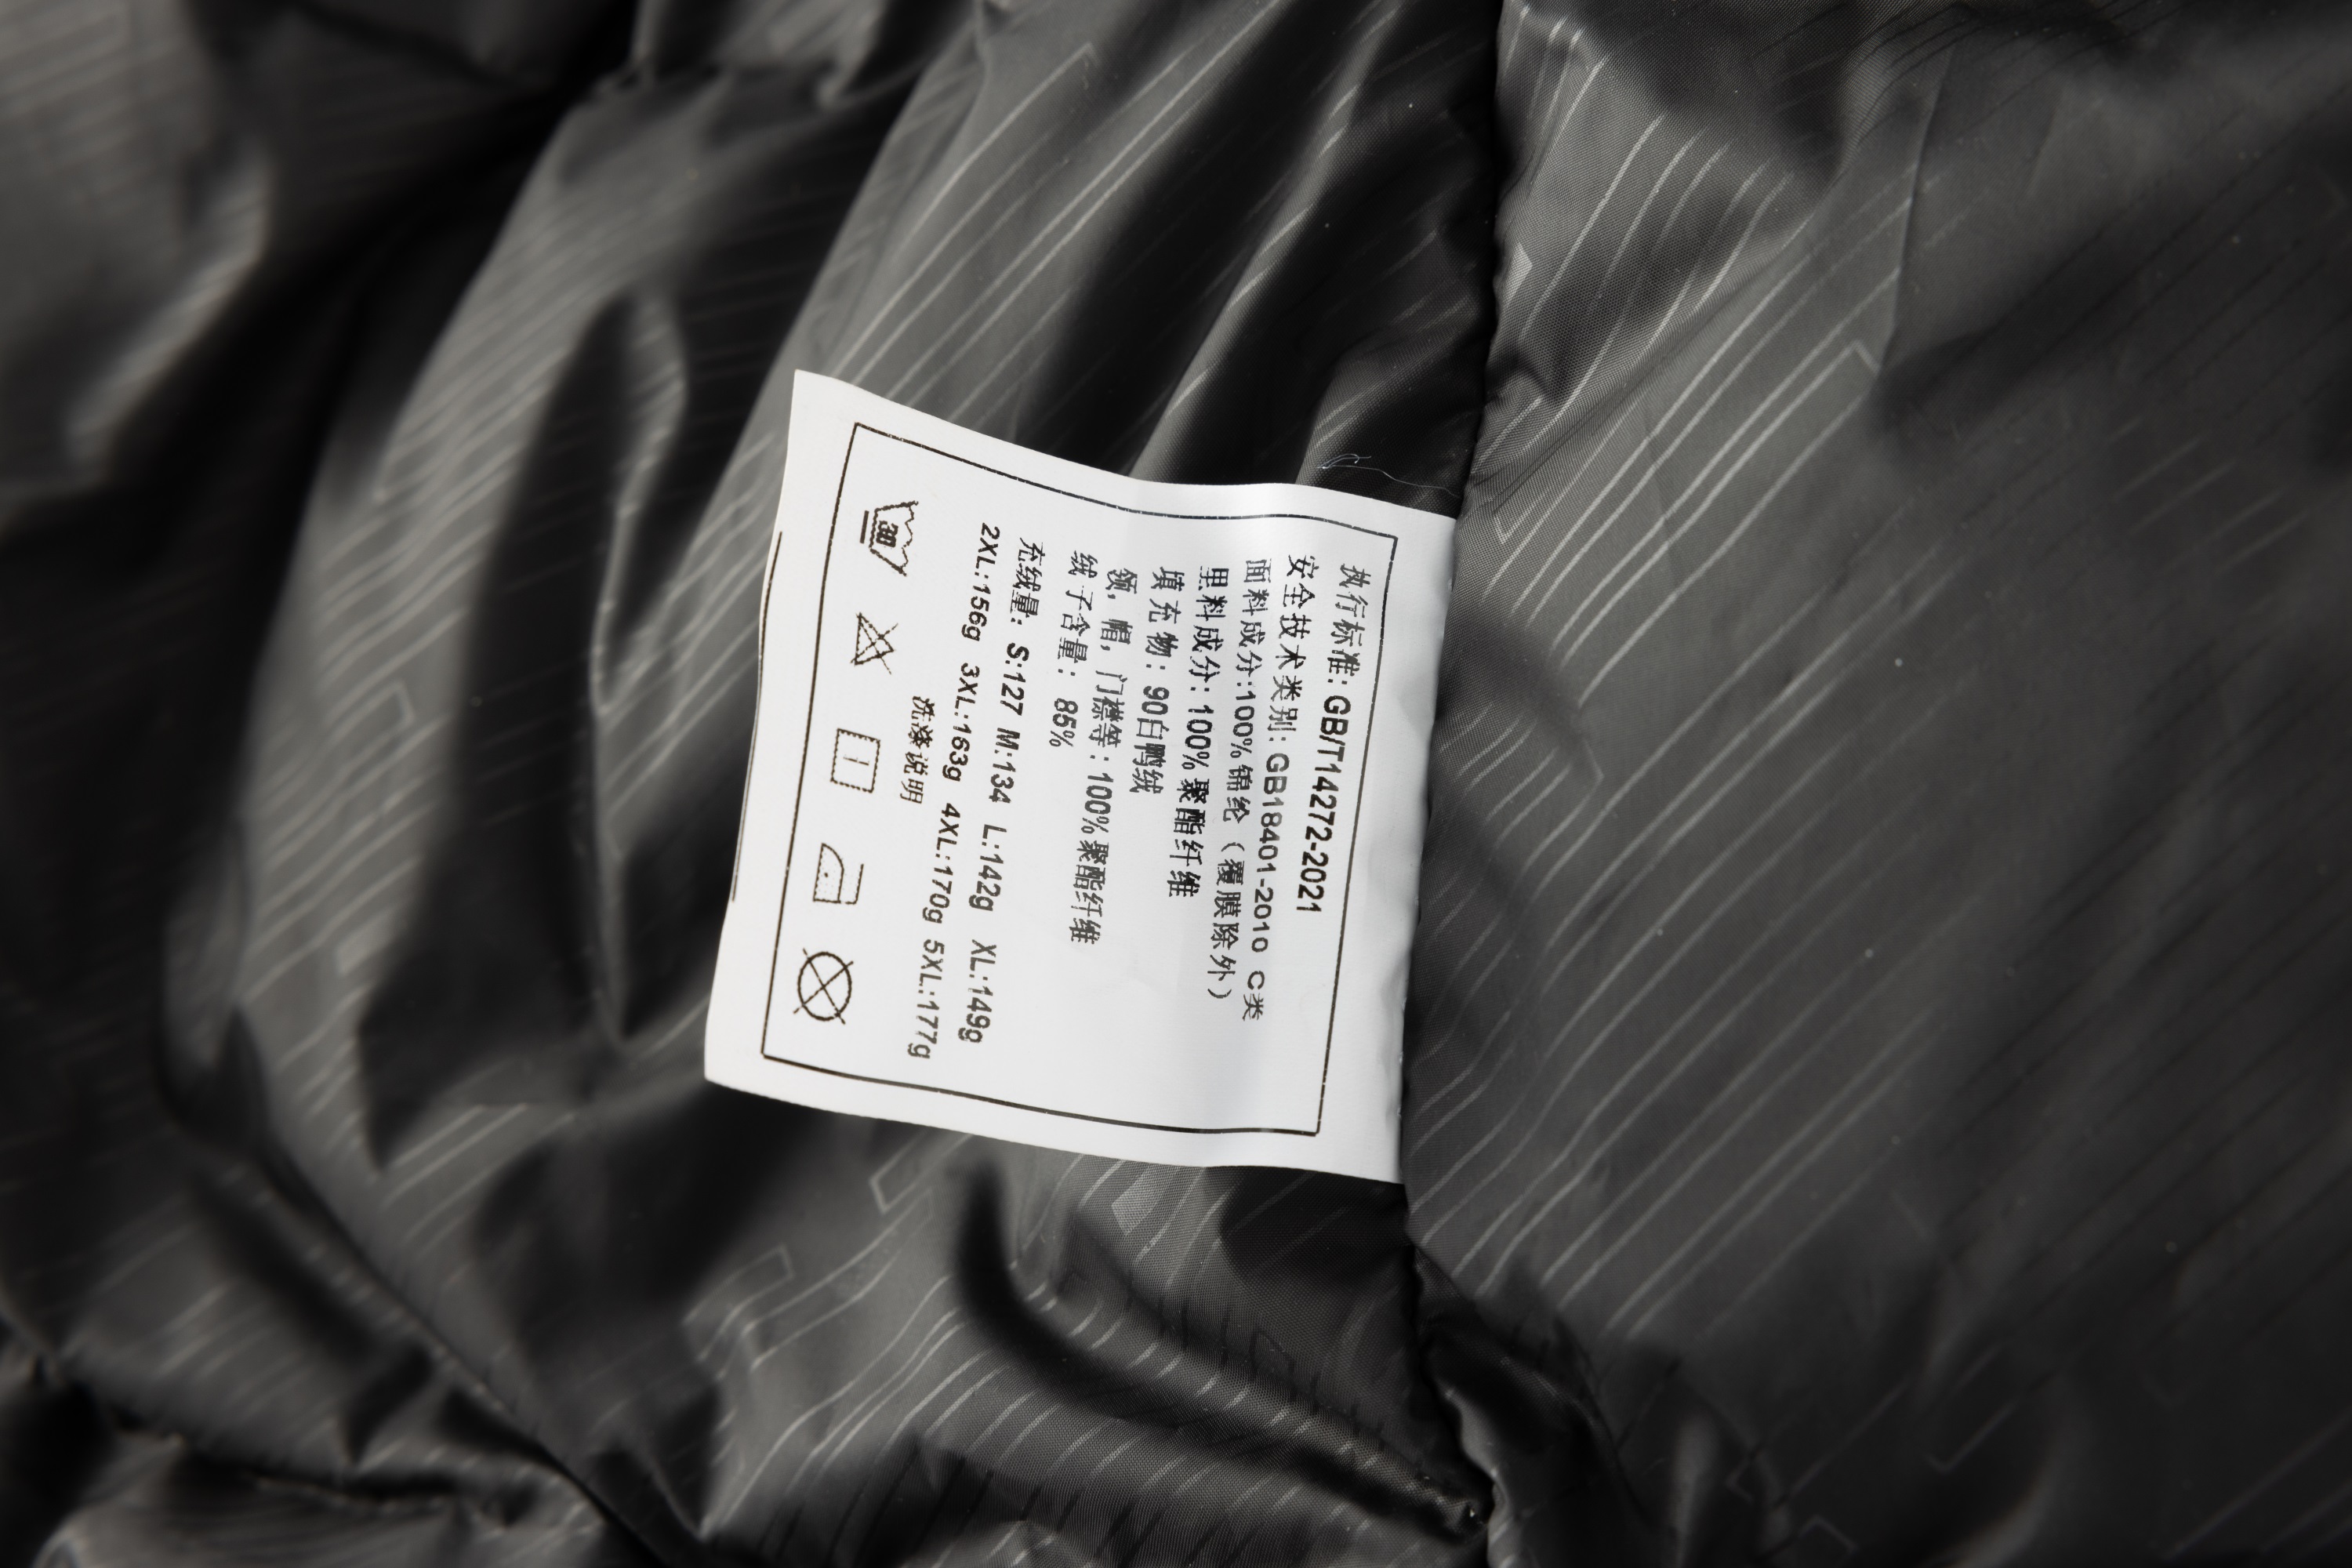 执行标准: GB/T14272-2021
安全技术类别: GB18401-2010 C类
面料成分:100%锦纶（覆膜除外）
里料成分: 100%聚酯纤维
填充物: 90白鸭绒
领, 帽, 门襟等: 100%聚酯纤维
绒子含量: 85%
充绒量: S:127 M:134 L:142g XL:149g
2XL:156g 3XL:163g 4XL:170g 5XL:177g
洗涤说明
30